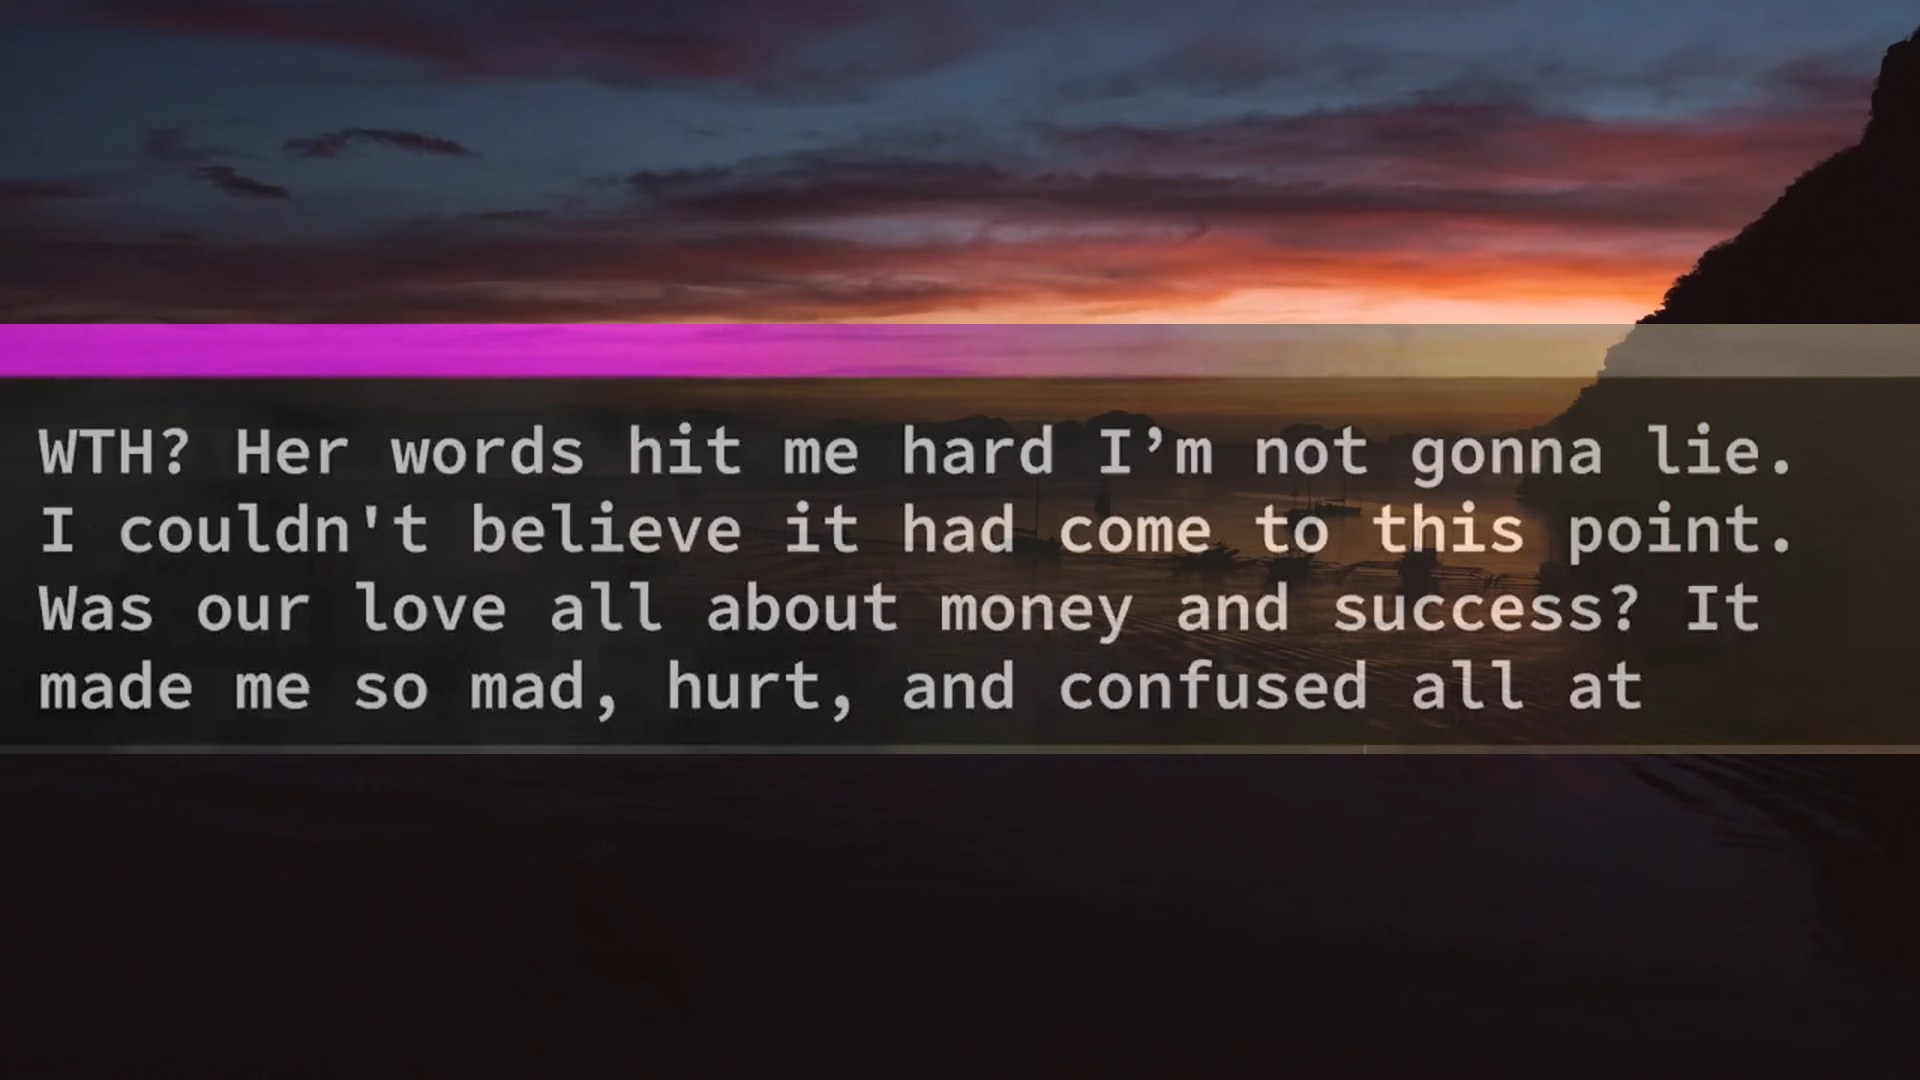 WTH? Her words hit me hard I’m not gonna lie.
I couldn't believe it had come to this point.
Was our love all about money and success? It
made me so mad, hurt, and confused all at